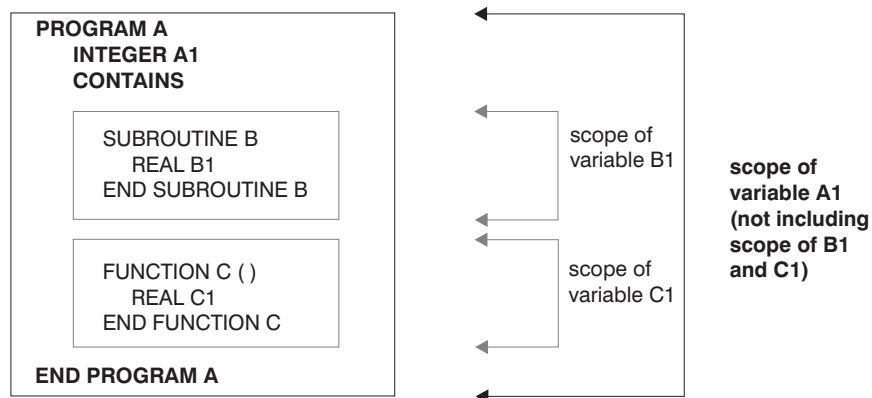 PROGRAM A
INTEGER A1
CONTAINS
SUBROUTINE B
REAL B1
END SUBROUTINE B
FUNCTION C ( )
REAL C1
END FUNCTION C
END PROGRAM A
scope of
variable B1
scope of
variable C1
scope of
variable A1
(not including
scope of B1
and C1)